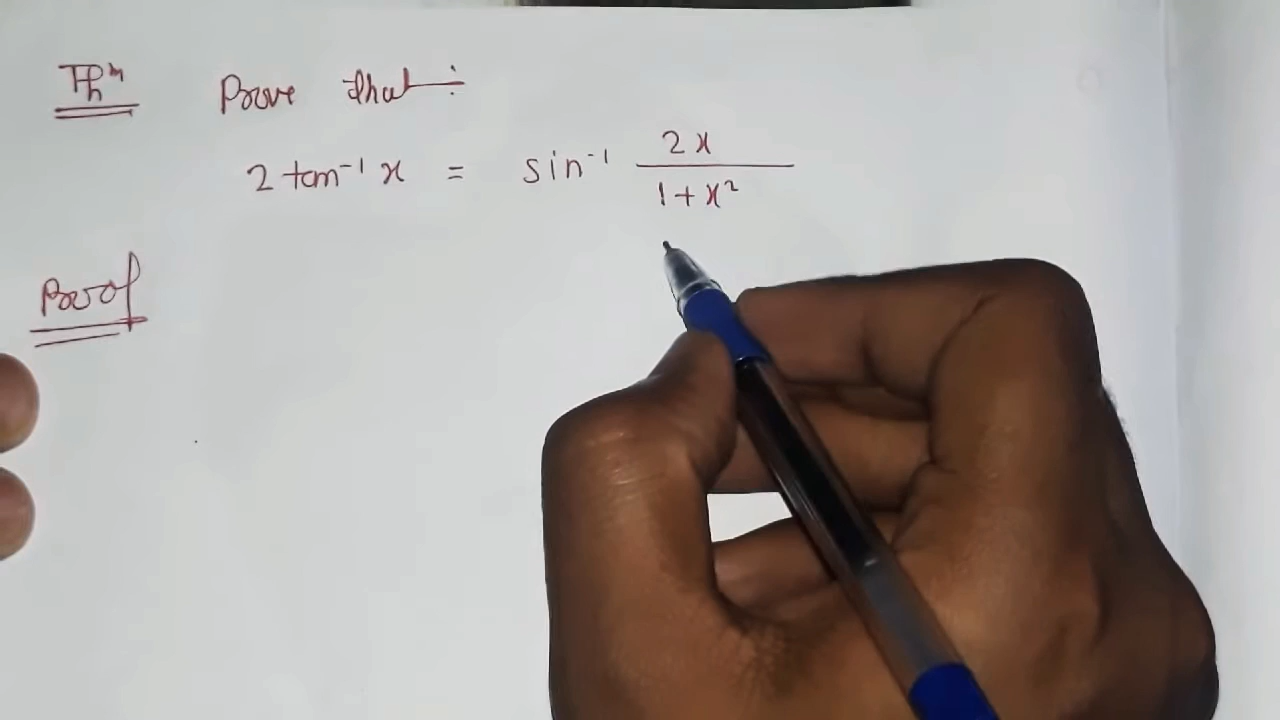 Thm Prove that :-
2 tan⁻¹ x = sin⁻¹ 2x / 1+x²
Proof